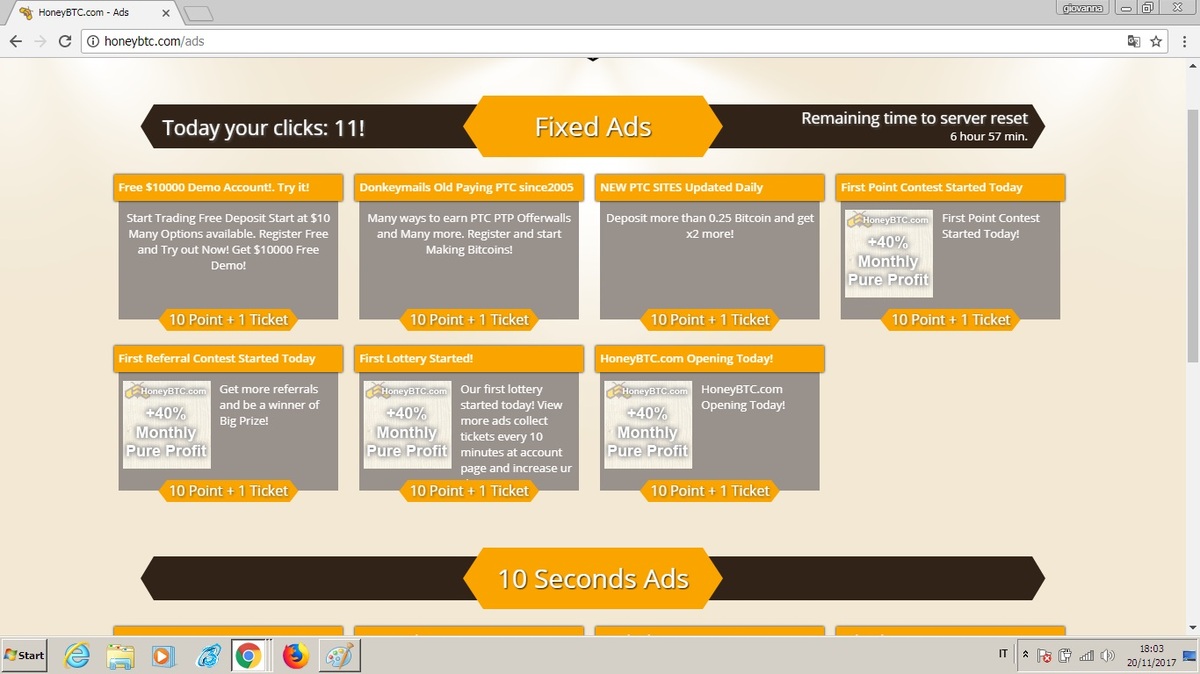 HoneyBTC.com - Ads
giovanna
honeybtc.com/ads
Today your clicks: 11!
Fixed Ads
Remaining time to server reset
6 hour 57 min.
Free $10000 Demo Account!. Try it!
Start Trading Free Deposit Start at $10
Many Options available. Register Free
and Try out Now! Get $10000 Free
Demo!
10 Point + 1 Ticket
Donkeymails Old Paying PTC since2005
Many ways to earn PTC PTP Offerwalls
and Many more. Register and start
Making Bitcoins!
10 Point + 1 Ticket
NEW PTC SITES Updated Daily
Deposit more than 0.25 Bitcoin and get
x2 more!
10 Point + 1 Ticket
First Point Contest Started Today
HoneyBTC.com
+40%
Monthly
Pure Profit
First Point Contest
Started Today!
10 Point + 1 Ticket
First Referral Contest Started Today
HoneyBTC.com
+40%
Monthly
Pure Profit
Get more referrals
and be a winner of
Big Prize!
10 Point + 1 Ticket
First Lottery Started!
HoneyBTC.com
+40%
Monthly
Pure Profit
Our first lottery
started today! View
more ads collect
tickets every 10
minutes at account
page and increase ur
10 Point + 1 Ticket
HoneyBTC.com Opening Today!
HoneyBTC.com
+40%
Monthly
Pure Profit
HoneyBTC.com
Opening Today!
10 Point + 1 Ticket
10 Seconds Ads
Start
IT
18:03
20/11/2017